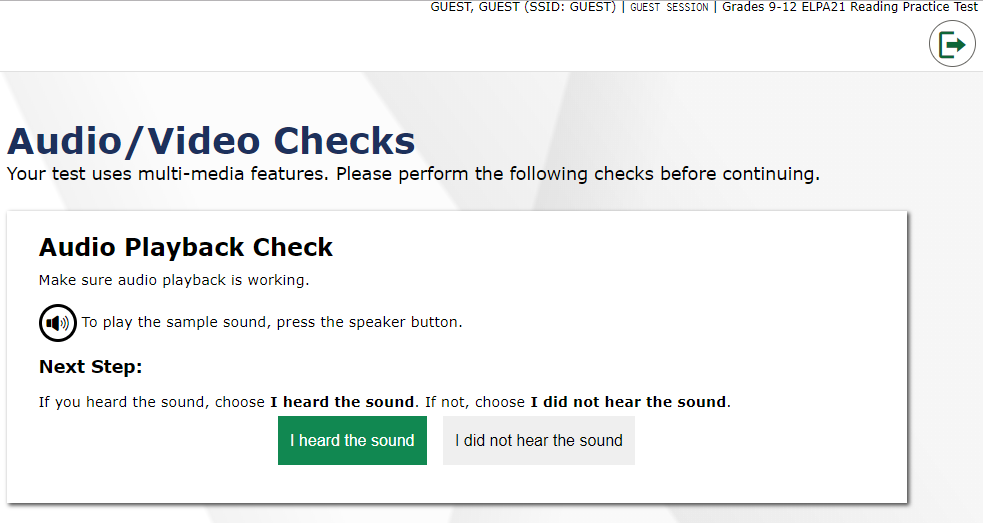 GUEST, GUEST (SSID: GUEST) | GUEST SESSION | Grades 9-12 ELPA21 Reading Practice Test
Audio/Video Checks
Your test uses multi-media features. Please perform the following checks before continuing.
Audio Playback Check
Make sure audio playback is working.
To play the sample sound, press the speaker button.
Next Step:
If you heard the sound, choose I heard the sound. If not, choose I did not hear the sound.
I heard the sound
I did not hear the sound